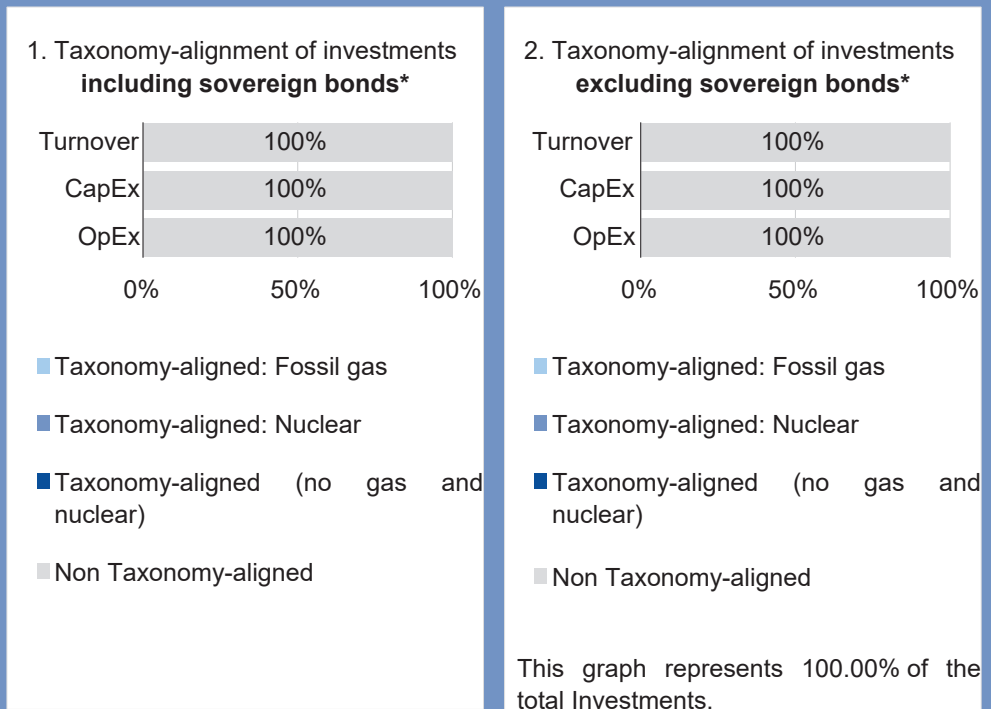 1. Taxonomy-alignment of investments
including sovereign bonds*
Turnover 100%
CapEx 100%
OpEx 100%
0% 50% 100%
Taxonomy-aligned: Fossil gas
Taxonomy-aligned: Nuclear
Taxonomy-aligned (no gas and
nuclear)
Non Taxonomy-aligned
2. Taxonomy-alignment of investments
excluding sovereign bonds*
Turnover 100%
CapEx 100%
OpEx 100%
0% 50% 100%
Taxonomy-aligned: Fossil gas
Taxonomy-aligned: Nuclear
Taxonomy-aligned (no gas and
nuclear)
Non Taxonomy-aligned
This graph represents 100.00% of the
total Investments.